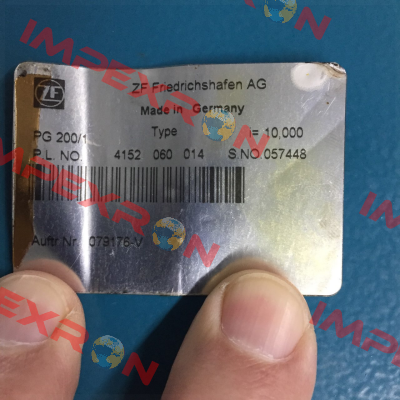 ZF
ZF Friedrichshafen AG
Made in Germany
PG 200/1 Type i= 10,000
P.L. NO. 4152 060 014 S.NO.057448
Auftr Nr. 079176-V
IMPEXRON
IMPEXRON
IMPEXRON
IMPEXRON